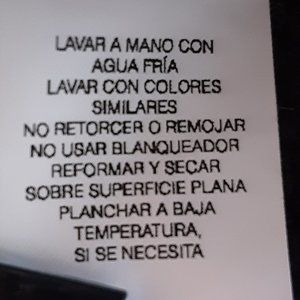 LAVAR A MANO CON
AGUA FRÍA
LAVAR CON COLORES
SIMILARES
NO RETORCER O REMOJAR
NO USAR BLANQUEADOR
REFORMAR Y SECAR
SOBRE SUPERFICIE PLANA
PLANCHAR A BAJA
TEMPERATURA,
SI SE NECESITA